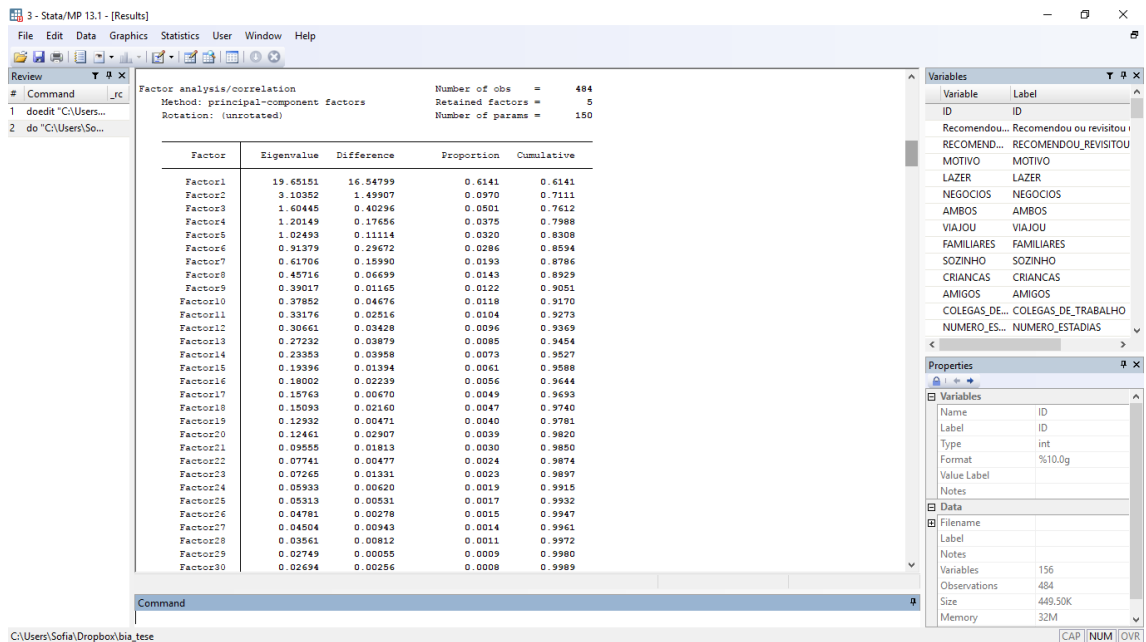 3 - Stata/MP 13.1 - [Results]
File Edit Data Graphics Statistics User Window Help
Review
# Command _rc
1 doedit "C:\Users...
2 do "C:\Users\So...
Factor analysis/correlation Number of obs = 484
Method: principal-component factors Retained factors = 5
Rotation: (unrotated) Number of params = 150
Factor Eigenvalue Difference Proportion Cumulative
Factor1 19.65151 16.54799 0.6141 0.6141
Factor2 3.10352 1.49907 0.0970 0.7111
Factor3 1.60445 0.40296 0.0501 0.7612
Factor4 1.20149 0.17656 0.0375 0.7988
Factor5 1.02493 0.11114 0.0320 0.8308
Factor6 0.91379 0.29672 0.0286 0.8594
Factor7 0.61706 0.15990 0.0193 0.8786
Factor8 0.45716 0.06699 0.0143 0.8929
Factor9 0.39017 0.01165 0.0122 0.9051
Factor10 0.37852 0.04676 0.0118 0.9170
Factor11 0.33176 0.02516 0.0104 0.9273
Factor12 0.30661 0.03428 0.0096 0.9369
Factor13 0.27232 0.03879 0.0085 0.9454
Factor14 0.23353 0.03958 0.0073 0.9527
Factor15 0.19396 0.01394 0.0061 0.9588
Factor16 0.18002 0.02239 0.0056 0.9644
Factor17 0.15763 0.00670 0.0049 0.9693
Factor18 0.15093 0.02160 0.0047 0.9740
Factor19 0.12932 0.00471 0.0040 0.9781
Factor20 0.12461 0.02907 0.0039 0.9820
Factor21 0.09555 0.01813 0.0030 0.9850
Factor22 0.07741 0.00477 0.0024 0.9874
Factor23 0.07265 0.01331 0.0023 0.9897
Factor24 0.05933 0.00620 0.0019 0.9915
Factor25 0.05313 0.00531 0.0017 0.9932
Factor26 0.04781 0.00278 0.0015 0.9947
Factor27 0.04504 0.00943 0.0014 0.9961
Factor28 0.03561 0.00812 0.0011 0.9972
Factor29 0.02749 0.00055 0.0009 0.9980
Factor30 0.02694 0.00256 0.0008 0.9989
Command
Variables
Variable Label
ID ID
Recomendou... Recomendou ou revisitou
RECOMEND... RECOMENDOU_REVISITOU
MOTIVO MOTIVO
LAZER LAZER
NEGOCIOS NEGOCIOS
AMBOS AMBOS
VIAJOU VIAJOU
FAMILIARES FAMILIARES
SOZINHO SOZINHO
CRIANCAS CRIANCAS
AMIGOS AMIGOS
COLEGAS_DE... COLEGAS_DE_TRABALHO
NUMERO_ES... NUMERO_ESTADIAS
Properties
Variables
Name ID
Label ID
Type int
Format %10.0g
Value Label
Notes
Data
Filename
Label
Notes
Variables 156
Observations 484
Size 449.50K
Memory 32M
C:\Users\Sofia\Dropbox\bia_tese CAP NUM OVR